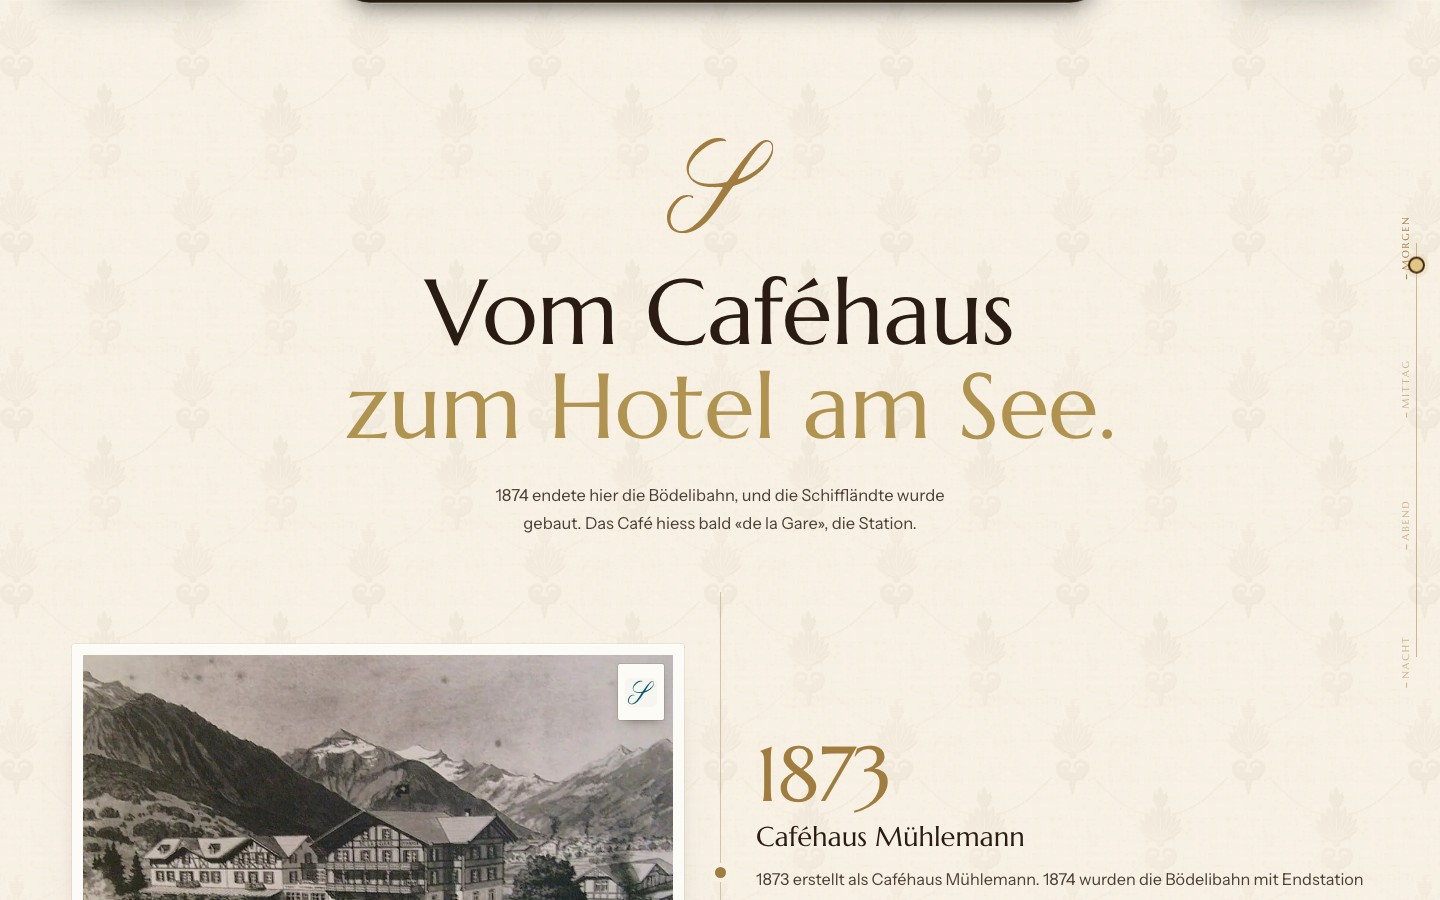 S
Vom Caféhaus
zum Hotel am See.
1874 endete hier die Bödelibahn, und die Schiffländte wurde
gebaut. Das Café hiess bald «de la Gare», die Station.
– MORGEN
– MITTAG
– ABEND
– NACHT
S
1873
Caféhaus Mühlemann
1873 erstellt als Caféhaus Mühlemann. 1874 wurden die Bödelibahn mit Endstation